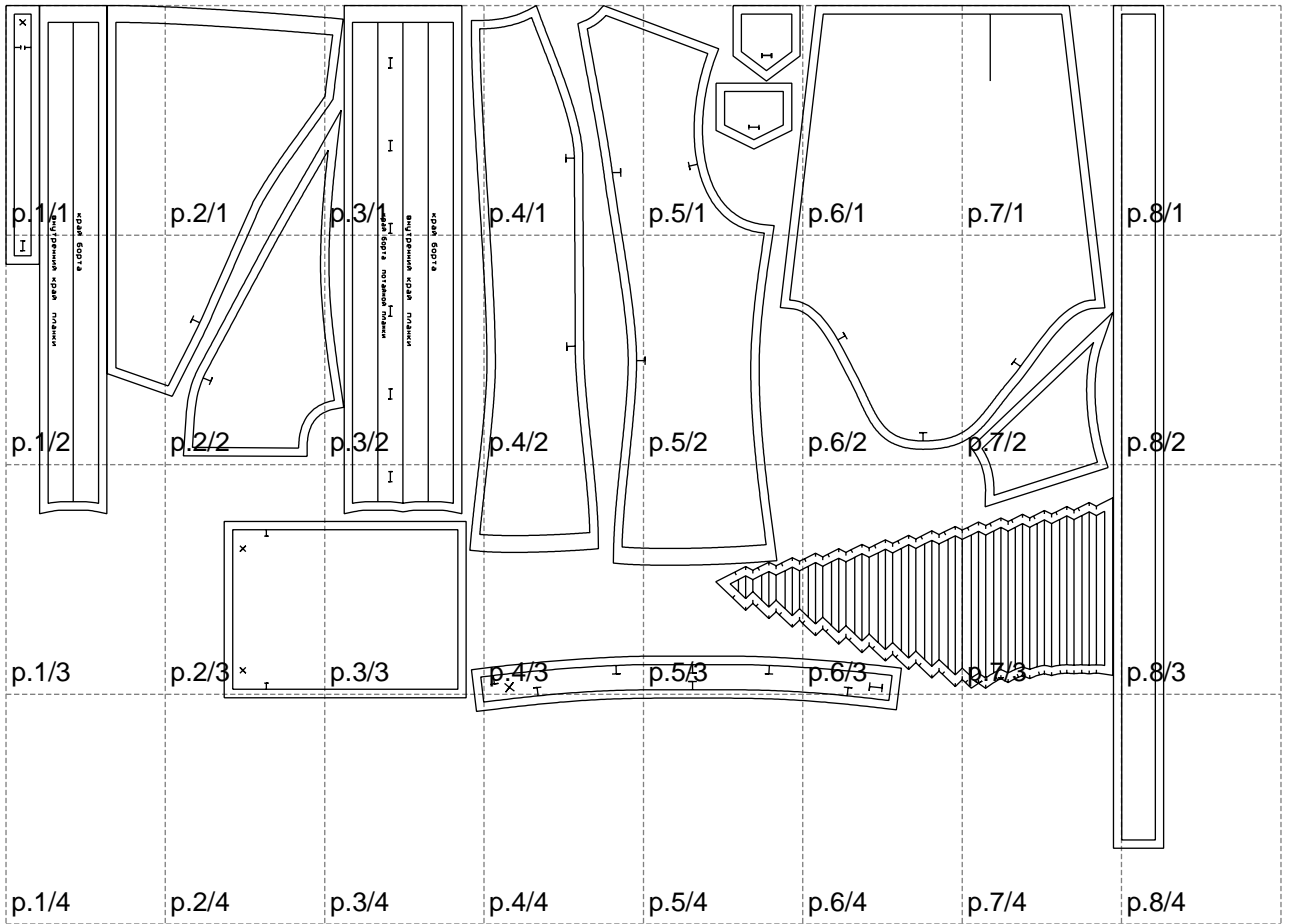 p.1/1 p.2/1 p.3/1 p.4/1 p.5/1 p.6/1 p.7/1 p.8/1
внутренний край планки
край борта
край борта потайной планки
внутренний край планки
край борта
p.1/2 p.2/2 p.3/2 p.4/2 p.5/2 p.6/2 p.7/2 p.8/2
p.1/3 p.2/3 p.3/3 p.4/3 p.5/3 p.6/3 p.7/3 p.8/3
p.1/4 p.2/4 p.3/4 p.4/4 p.5/4 p.6/4 p.7/4 p.8/4